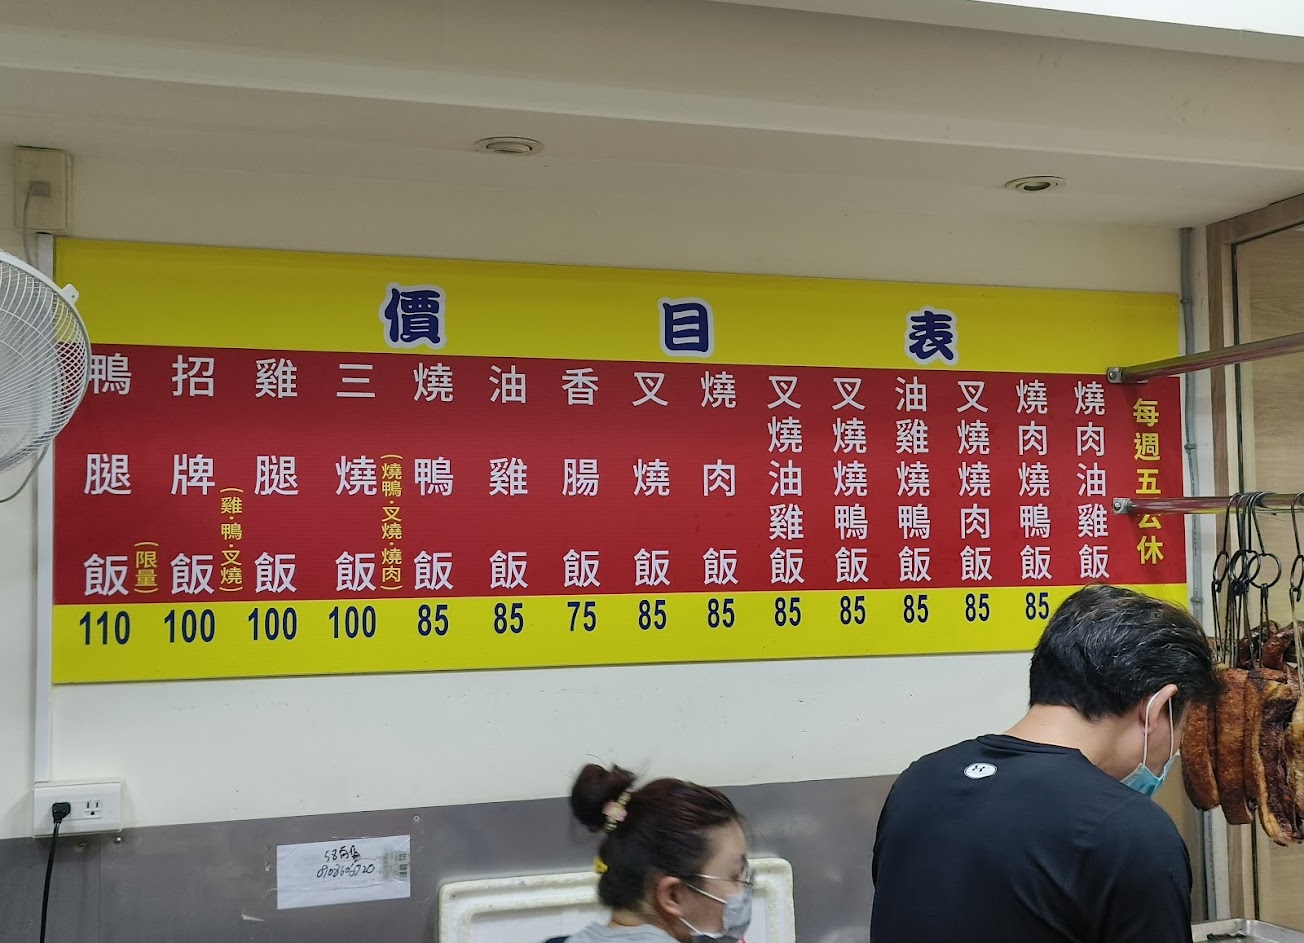 價目表
每週五公休
燒肉油雞飯
燒肉燒鴨飯 85
叉燒燒肉飯 85
油雞燒鴨飯 85
叉燒燒鴨飯 85
叉燒油雞飯 85
燒肉飯 85
叉燒飯 85
香腸飯 75
油雞飯 85
燒鴨飯 85
三燒飯(燒鴨·叉燒·燒肉) 100
雞腿飯 100
招牌飯(雞·鴨·叉燒) 100
鴨腿飯(限量) 110